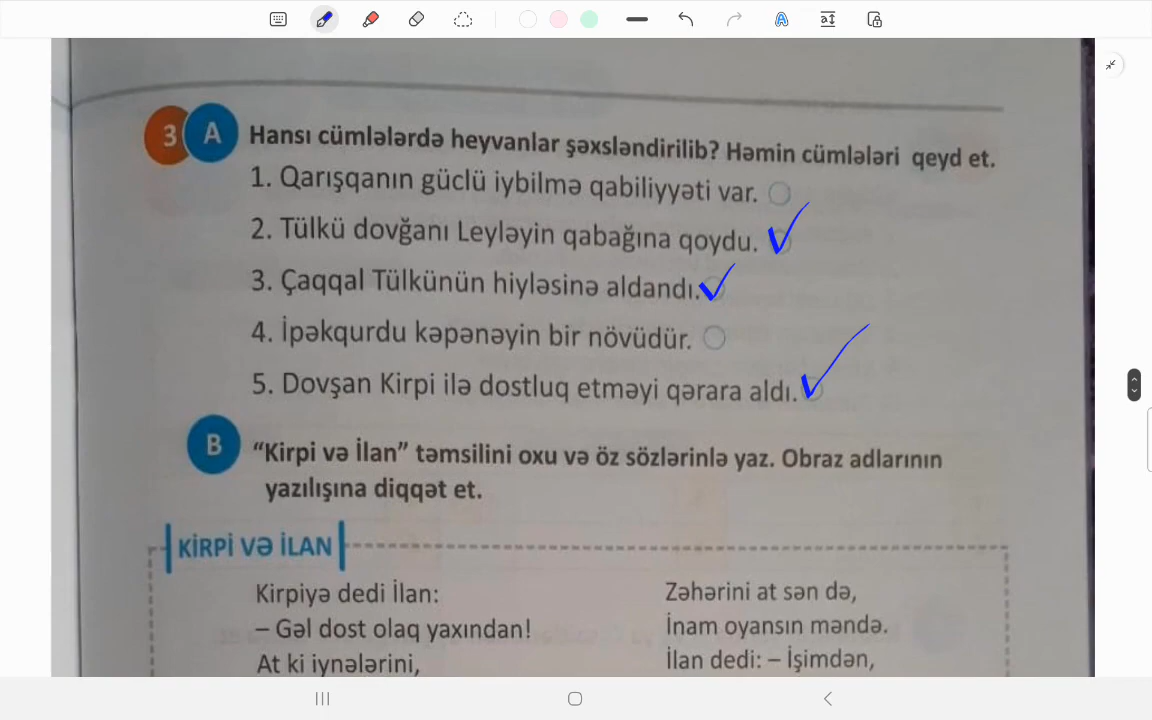 3 A Hansı cümlələrdə heyvanlar şəxsləndirilib? Həmin cümlələri qeyd et.
1. Qarışqanın güclü iybilmə qabiliyyəti var.
2. Tülkü dovğanı Leyləyin qabağına qoydu.
3. Çaqqal Tülkünün hiyləsinə aldandı.
4. İpəkqurdu kəpənəyin bir növüdür.
5. Dovşan Kirpi ilə dostluq etməyi qərara aldı.
B "Kirpi və İlan" təmsilini oxu və öz sözlərinlə yaz. Obraz adlarının
yazılışına diqqət et.
KİRPİ VƏ İLAN
Kirpiyə dedi İlan:
– Gəl dost olaq yaxından!
At ki iynələrini,
Zəhərini at sən də,
İnam oyansın məndə.
İlan dedi: – İşimdən,